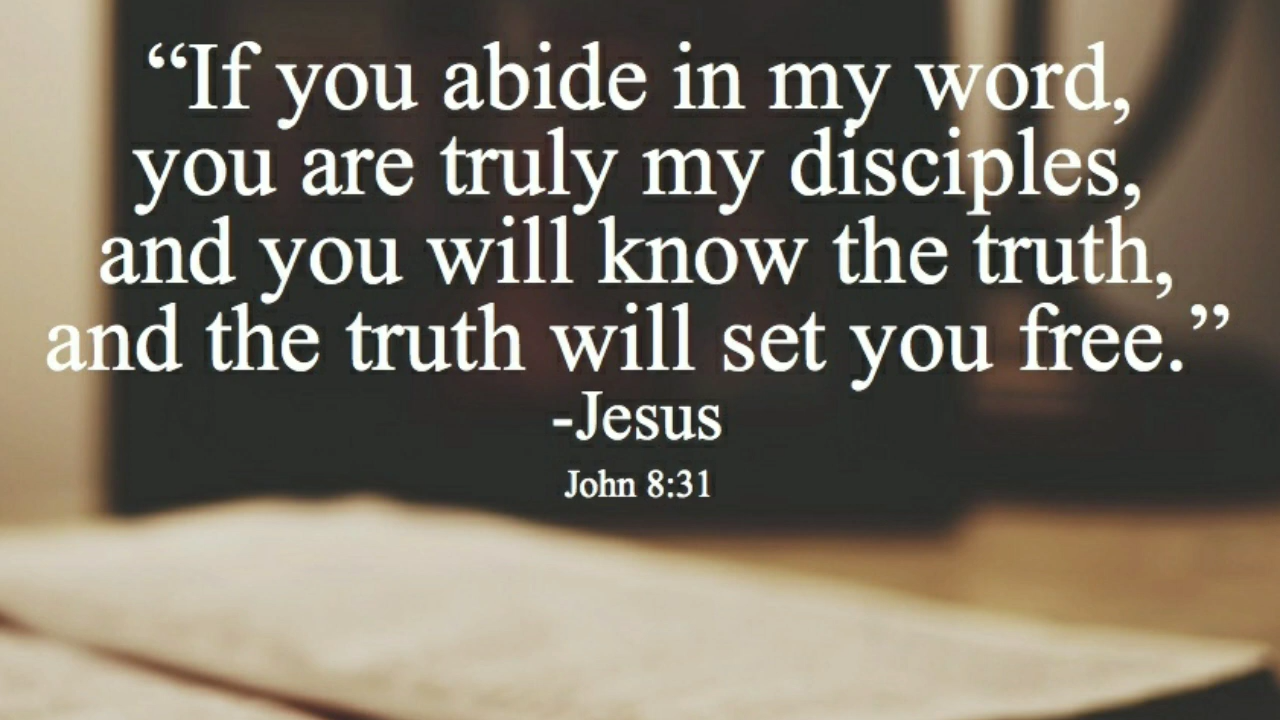 “If you abide in my word,
you are truly my disciples,
and you will know the truth,
and the truth will set you free.”
-Jesus
John 8:31